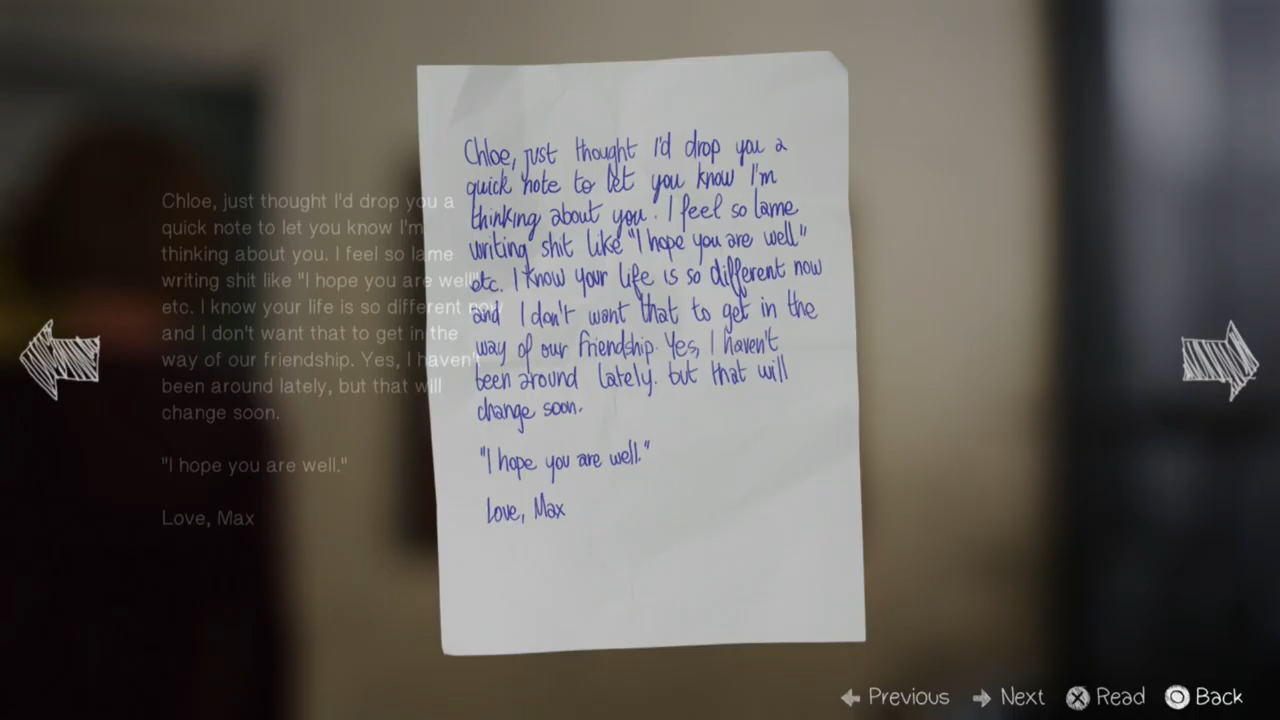 Chloe, just thought I'd drop you a
quick note to let you know I'm
thinking about you. I feel so lame
writing shit like "I hope you are well"
etc. I know your life is so different now
and I don't want that to get in the
way of our friendship. Yes, I haven't
been around lately, but that will
change soon.
"I hope you are well."
Love, Max
Chloe, just thought I'd drop you a
quick note to let you know I'm
thinking about you. I feel so lame
writing shit like "I hope you are well"
etc. I know your life is so different now
and I don't want that to get in the
way of our friendship. Yes, I haven't
been around lately. but that will
change soon.
"I hope you are well."
Love, Max
Previous Next Read Back